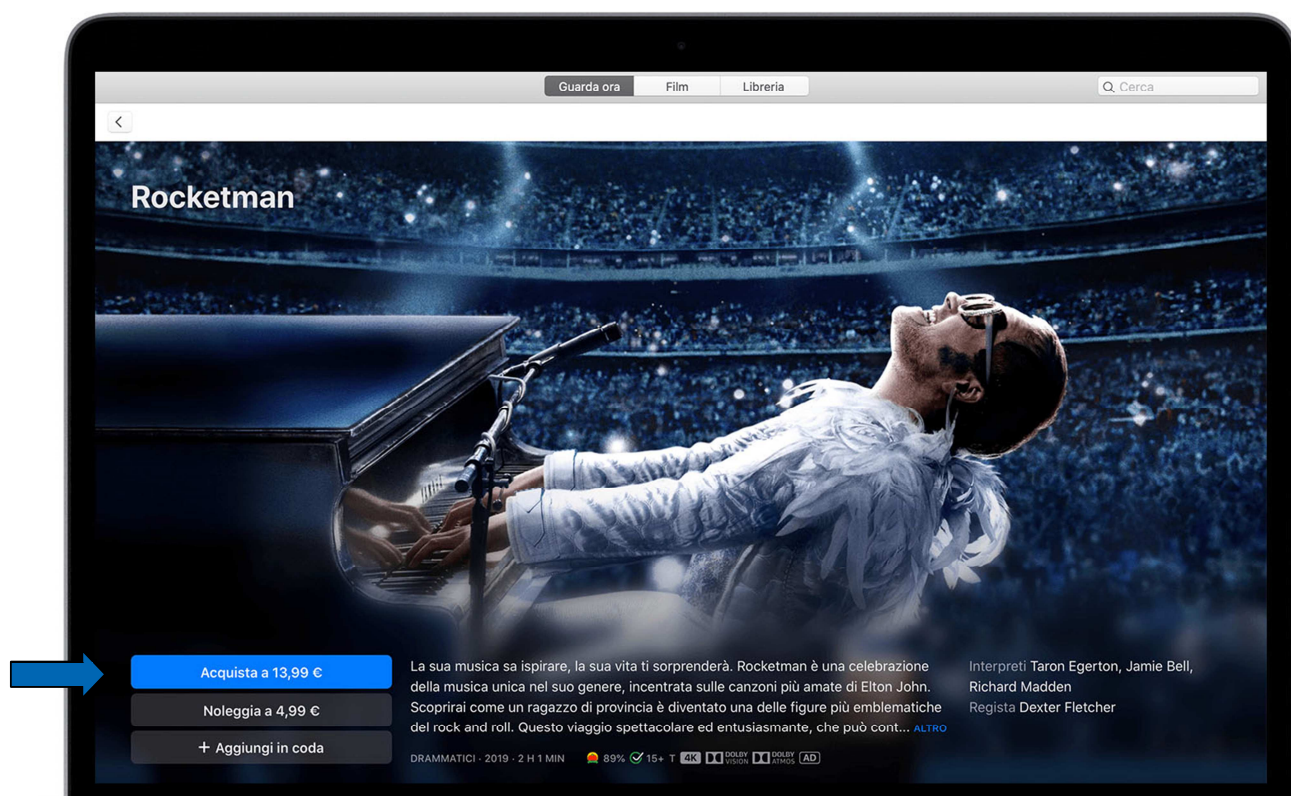 Guarda ora Film Libreria
Cerca
Rocketman
Acquista a 13,99 €
Noleggia a 4,99 €
+ Aggiungi in coda
La sua musica sa ispirare, la sua vita ti sorprenderà. Rocketman è una celebrazione
della musica unica nel suo genere, incentrata sulle canzoni più amate di Elton John.
Scoprirai come un ragazzo di provincia è diventato una delle figure più emblematiche
del rock and roll. Questo viaggio spettacolare ed entusiasmante, che può cont... ALTRO
DRAMMATICI · 2019 · 2 H 1 MIN 89% 15+ T 4K DOLBY VISION DOLBY ATMOS AD
Interpreti Taron Egerton, Jamie Bell,
Richard Madden
Regista Dexter Fletcher